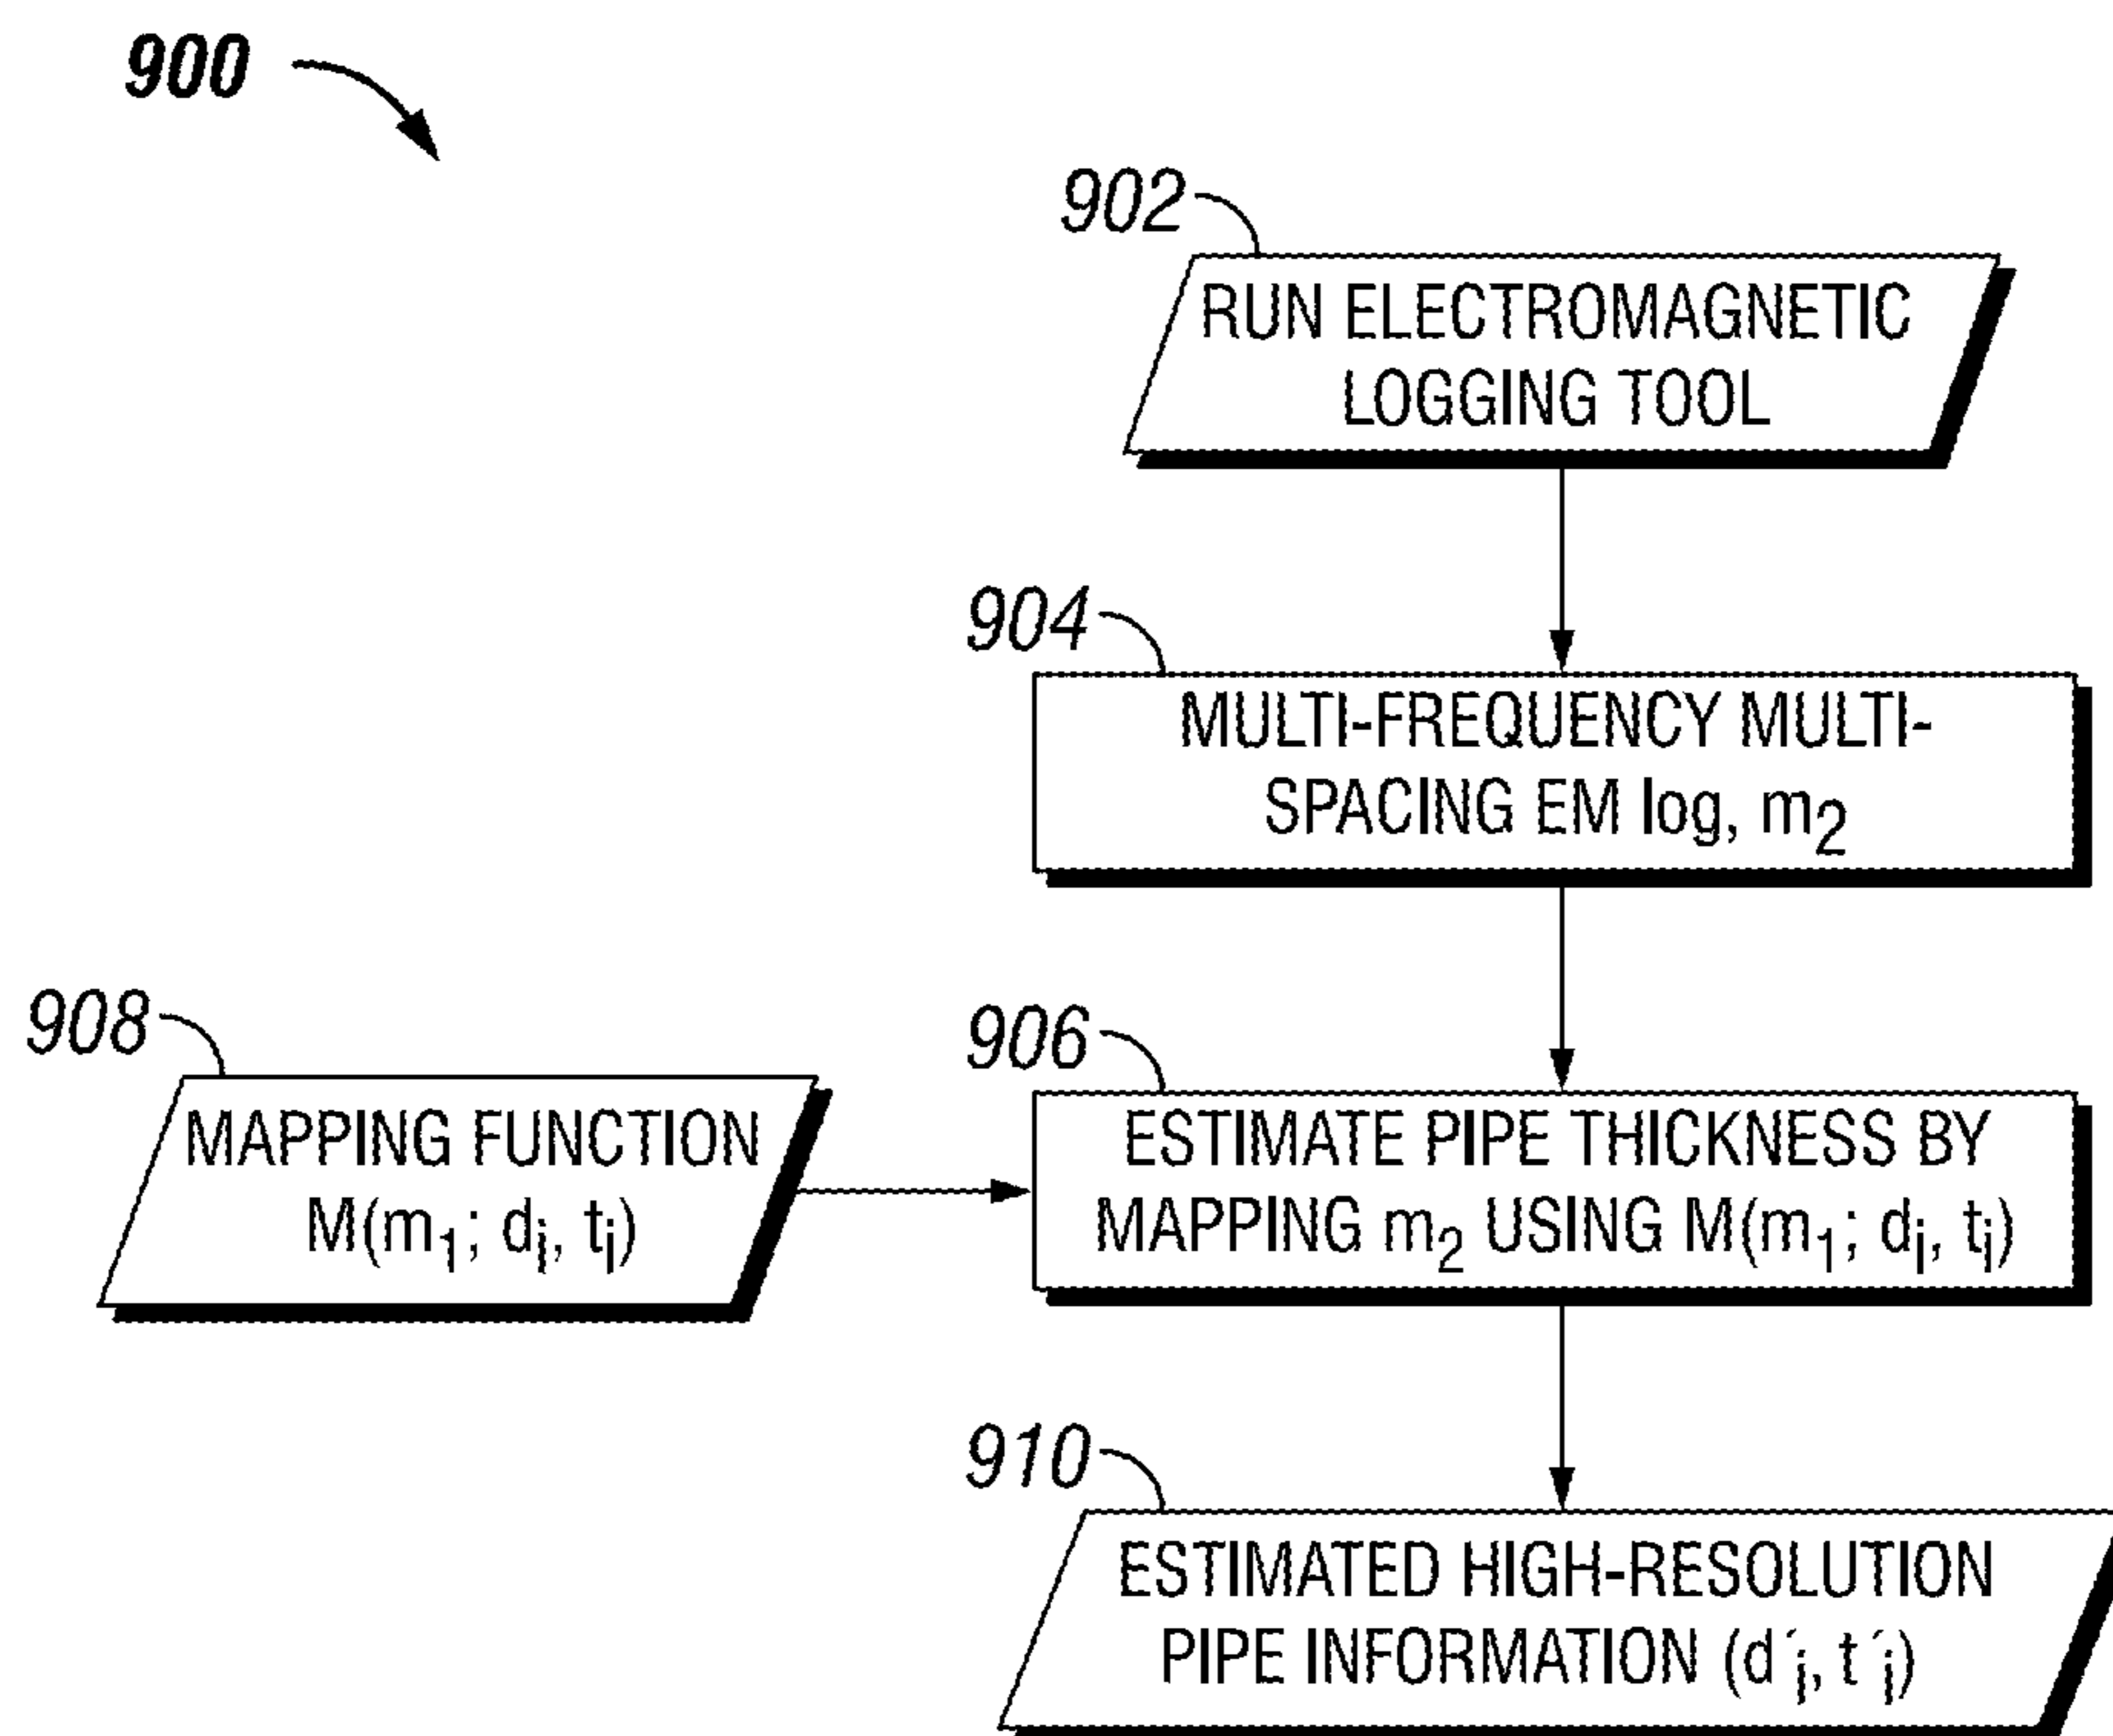 900
902
RUN ELECTROMAGNETIC
LOGGING TOOL
904
MULTI-FREQUENCY MULTI-
SPACING EM log, m₂
908
MAPPING FUNCTION
M(m₁; dᵢ, tᵢ)
906
ESTIMATE PIPE THICKNESS BY
MAPPING m₂ USING M(m₁; dᵢ, tᵢ)
910
ESTIMATED HIGH-RESOLUTION
PIPE INFORMATION (d´ᵢ, t´ᵢ)